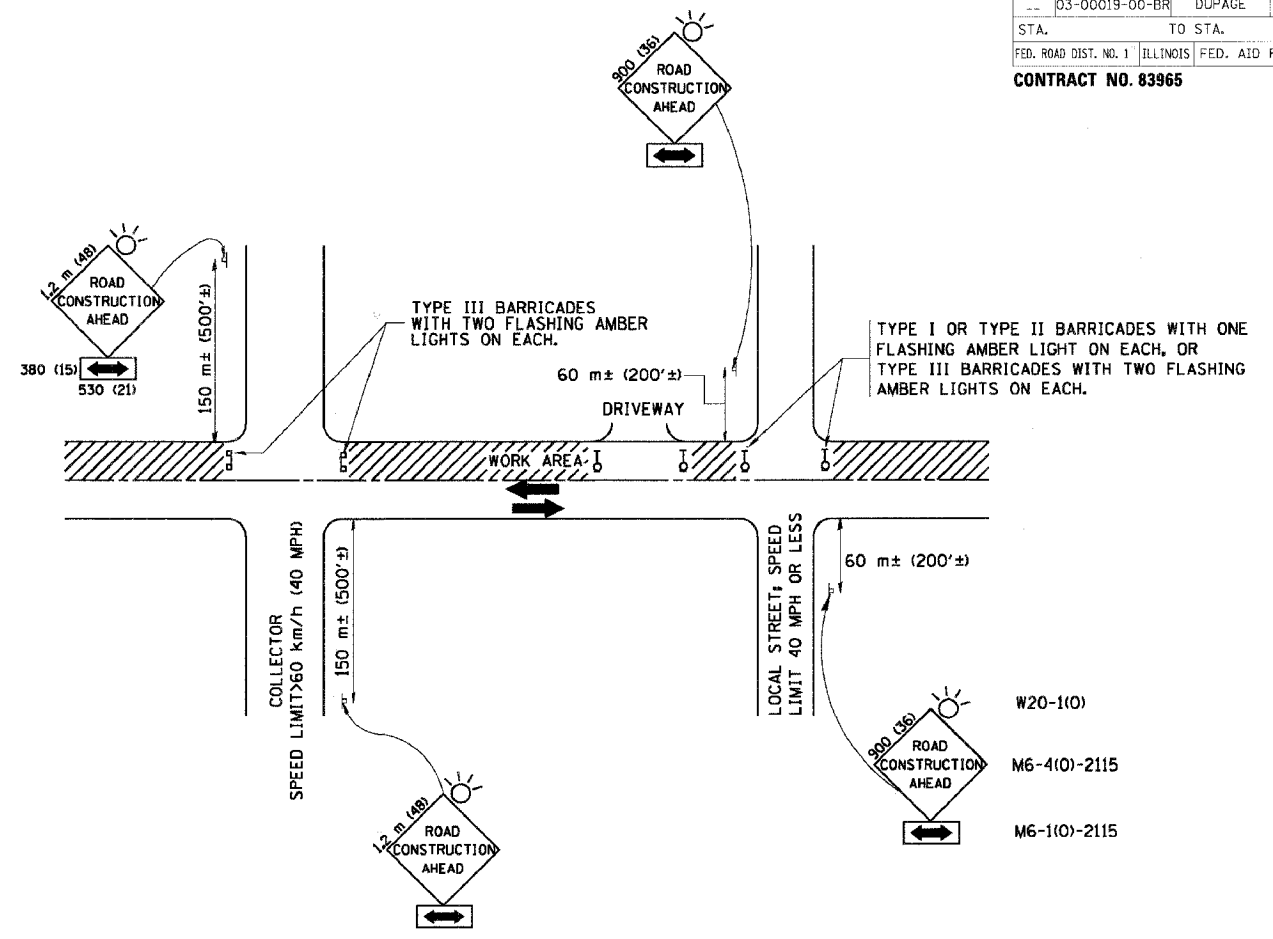 03-00019-00-BR DUPAGE
STA. TO STA.
FED. ROAD DIST. NO. 1 ILLINOIS FED. AID
CONTRACT NO. 83965
900 (36)
ROAD
CONSTRUCTION
AHEAD
1.2 m (48)
ROAD
CONSTRUCTION
AHEAD
380 (15)
530 (21)
150 m± (500'±)
TYPE III BARRICADES
WITH TWO FLASHING AMBER
LIGHTS ON EACH.
60 m± (200'±)
DRIVEWAY
TYPE I OR TYPE II BARRICADES WITH ONE
FLASHING AMBER LIGHT ON EACH, OR
TYPE III BARRICADES WITH TWO FLASHING
AMBER LIGHTS ON EACH.
WORK AREA
COLLECTOR
SPEED LIMIT>60 km/h (40 MPH)
150 m± (500'±)
LOCAL STREET; SPEED
LIMIT 40 MPH OR LESS
60 m± (200'±)
1.2 m (48)
ROAD
CONSTRUCTION
AHEAD
900 (36)
ROAD
CONSTRUCTION
AHEAD
W20-1(O)
M6-4(O)-2115
M6-1(O)-2115